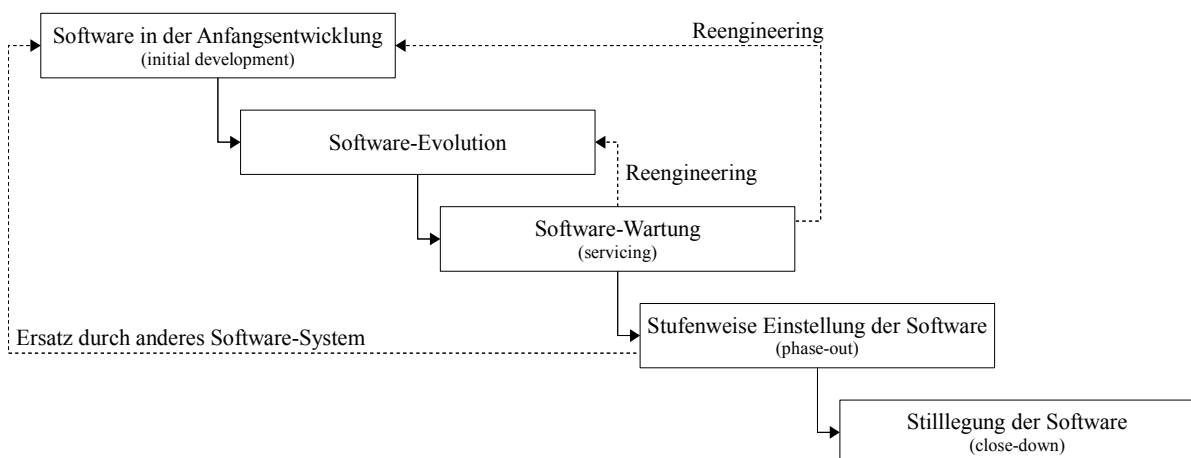 Software in der Anfangsentwicklung
(initial development)
Reengineering
Software-Evolution
Reengineering
Software-Wartung
(servicing)
Stufenweise Einstellung der Software
(phase-out)
Ersatz durch anderes Software-System
Stilllegung der Software
(close-down)